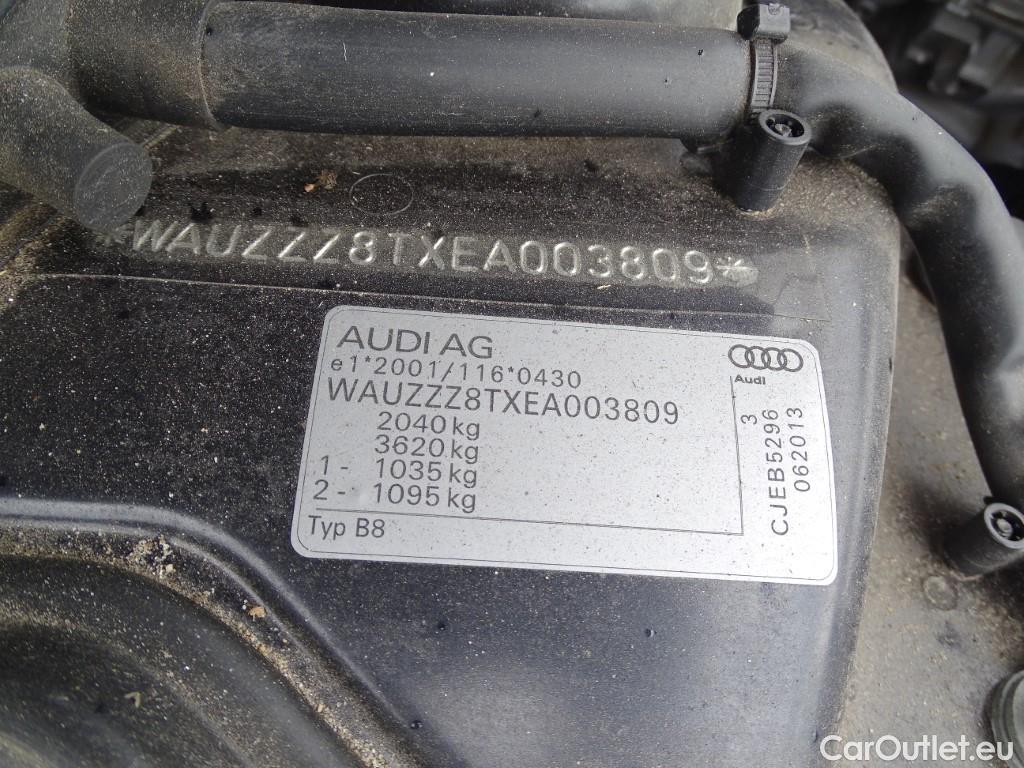 *WAUZZZ8TXEA003809*
AUDI AG
e1*2001/116*0430
WAUZZZ8TXEA003809
2040 kg
3620 kg
1- 1035 kg
2- 1095 kg
Typ B8
Audi
3
CJEB5296
062013
CarOutlet.eu